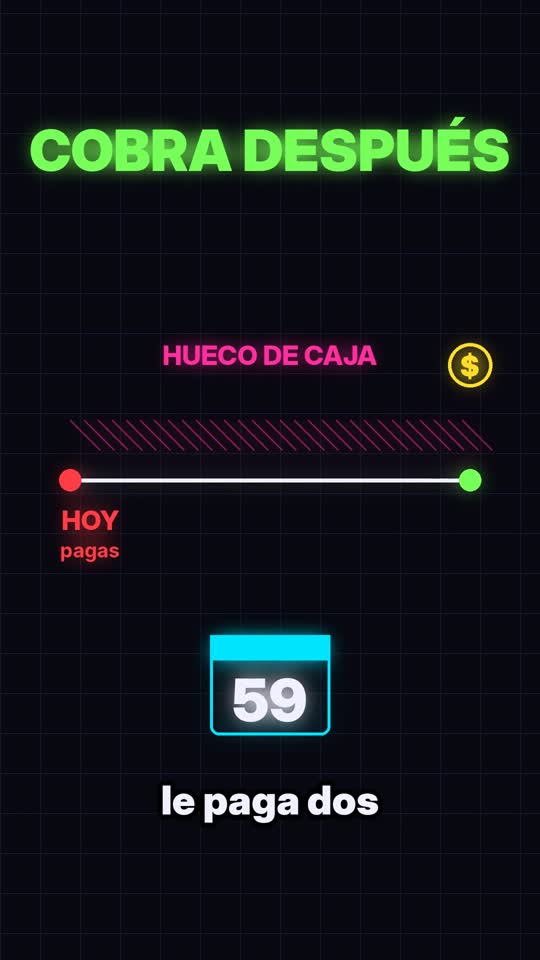 COBRA DESPUÉS
HUECO DE CAJA
$
HOY
pagas
59
le paga dos